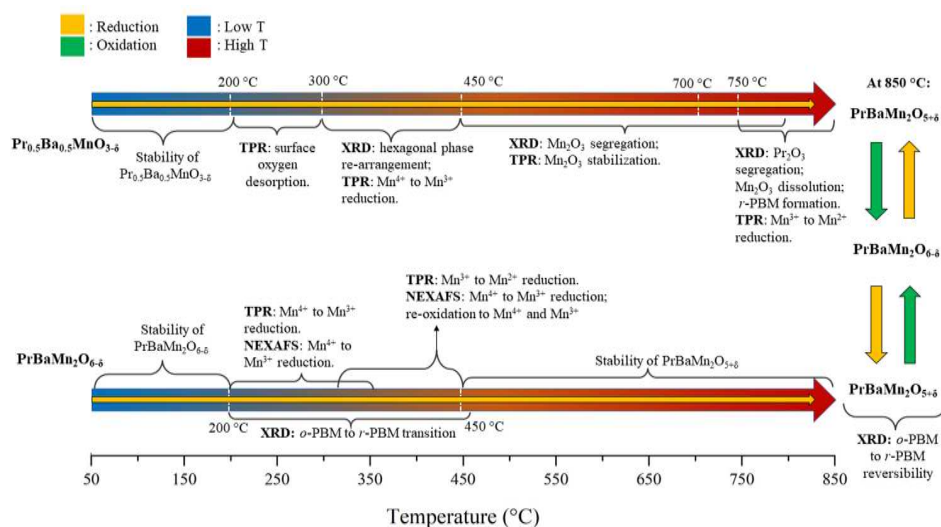 : Reduction
: Oxidation
: Low T
: High T
200 °C
300 °C
450 °C
700 °C
750 °C
At 850 °C:
PrBaMn₂O₅₊δ
Pr₀.₅Ba₀.₅MnO₃₋δ
Stability of
Pr₀.₅Ba₀.₅MnO₃₋δ
TPR: surface
oxygen
desorption.
XRD: hexagonal phase
re-arrangement;
TPR: Mn⁴⁺ to Mn³⁺
reduction.
XRD: Mn₂O₃ segregation;
TPR: Mn₂O₃ stabilization.
XRD: Pr₂O₃
segregation;
Mn₂O₃ dissolution;
r-PBM formation.
TPR: Mn³⁺ to Mn²⁺
reduction.
PrBaMn₂O₆₋δ
PrBaMn₂O₆₋δ
Stability of
PrBaMn₂O₆₋δ
TPR: Mn⁴⁺ to Mn³⁺
reduction.
NEXAFS: Mn⁴⁺ to
Mn³⁺ reduction.
TPR: Mn³⁺ to Mn²⁺ reduction.
NEXAFS: Mn⁴⁺ to Mn³⁺ reduction;
re-oxidation to Mn⁴⁺ and Mn³⁺
Stability of PrBaMn₂O₅₊δ
PrBaMn₂O₅₊δ
200 °C
450 °C
XRD: o-PBM to r-PBM transition
XRD: o-PBM
to r-PBM
reversibility
50 150 250 350 450 550 650 750 850
Temperature (°C)